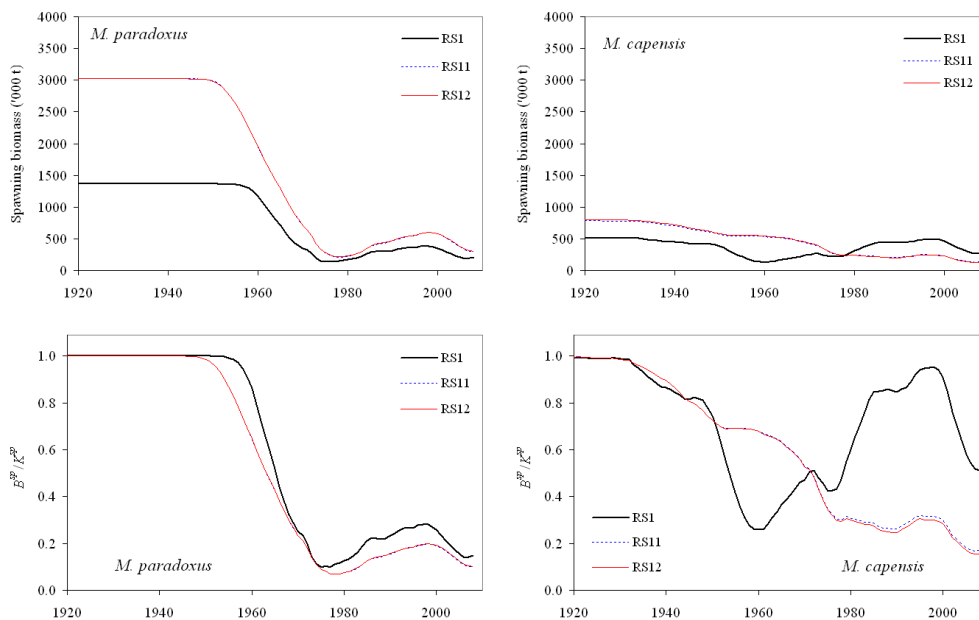 M. paradoxus
RS1
RS11
RS12
Spawning biomass ('000 t)
4000
3500
3000
2500
2000
1500
1000
500
0
1920
1940
1960
1980
2000
M. capensis
RS1
RS11
RS12
Spawning biomass ('000 t)
4000
3500
3000
2500
2000
1500
1000
500
0
1920
1940
1960
1980
2000
RS1
RS11
RS12
B^sp/K^sp
1.0
0.8
0.6
0.4
0.2
0.0
M. paradoxus
1920
1940
1960
1980
2000
B^sp/K^sp
1.0
0.8
0.6
0.4
0.2
0.0
RS1
RS11
RS12
M. capensis
1920
1940
1960
1980
2000